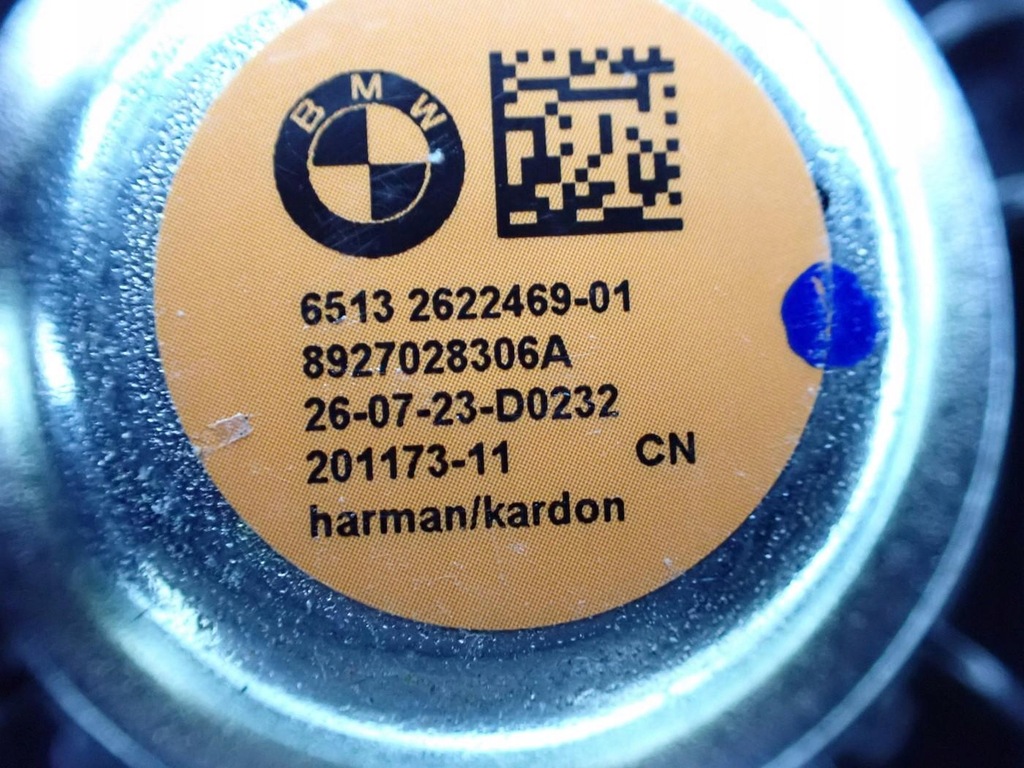 BMW
6513 2622469-01
8927028306A
26-07-23-D0232
201173-11 CN
harman/kardon